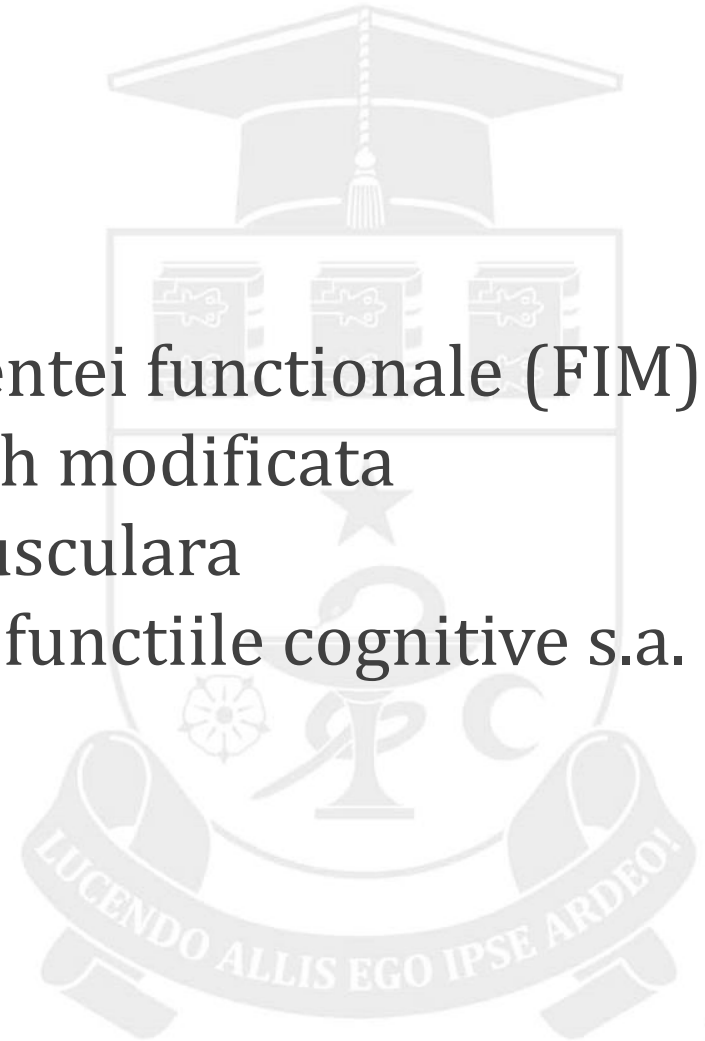 entei functionale (FIM)
h modificata
usculara
functiile cognitive s.a.
LUCENDO ALLIS EGO IPSE ARDEO!